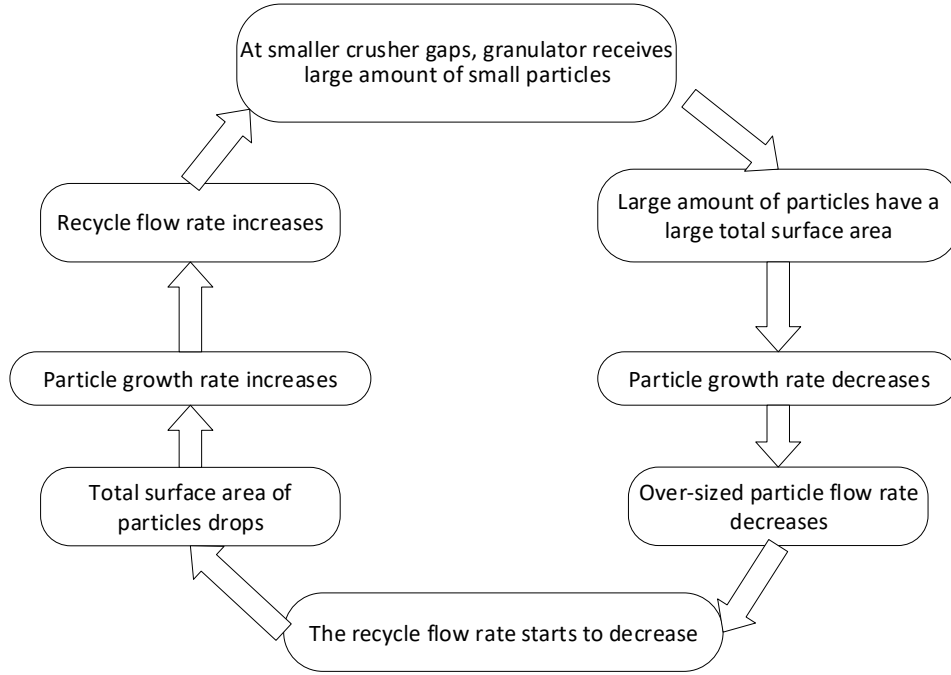 At smaller crusher gaps, granulator receives
large amount of small particles
Large amount of particles have a
large total surface area
Particle growth rate decreases
Over-sized particle flow rate
decreases
The recycle flow rate starts to decrease
Total surface area of
particles drops
Particle growth rate increases
Recycle flow rate increases